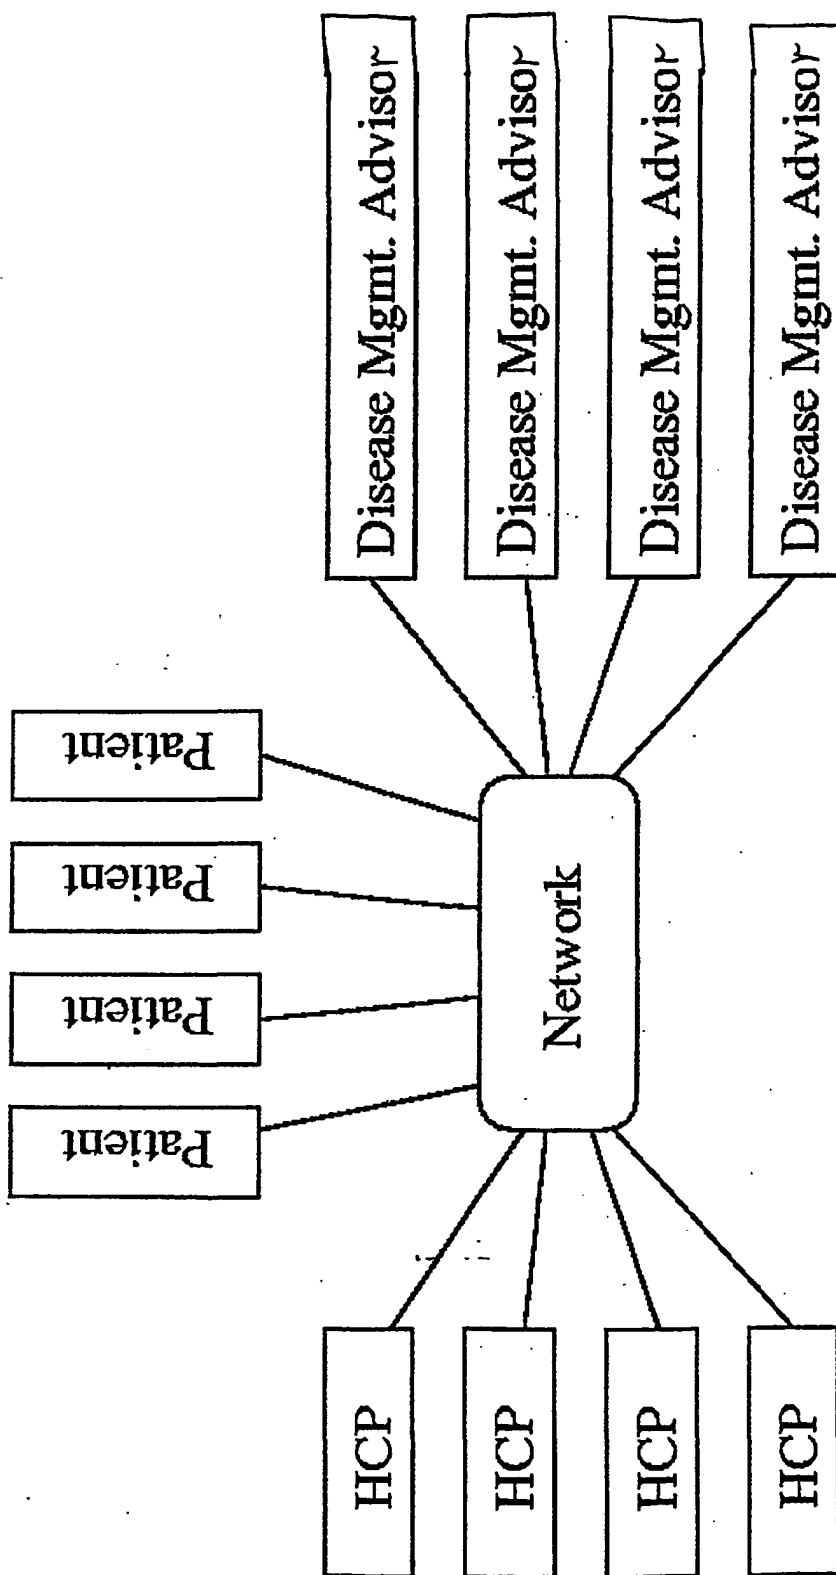 Patient
Patient
Patient
Patient
HCP
HCP
HCP
HCP
Network
Disease Mgmt. Advisor
Disease Mgmt. Advisor
Disease Mgmt. Advisor
Disease Mgmt. Advisor